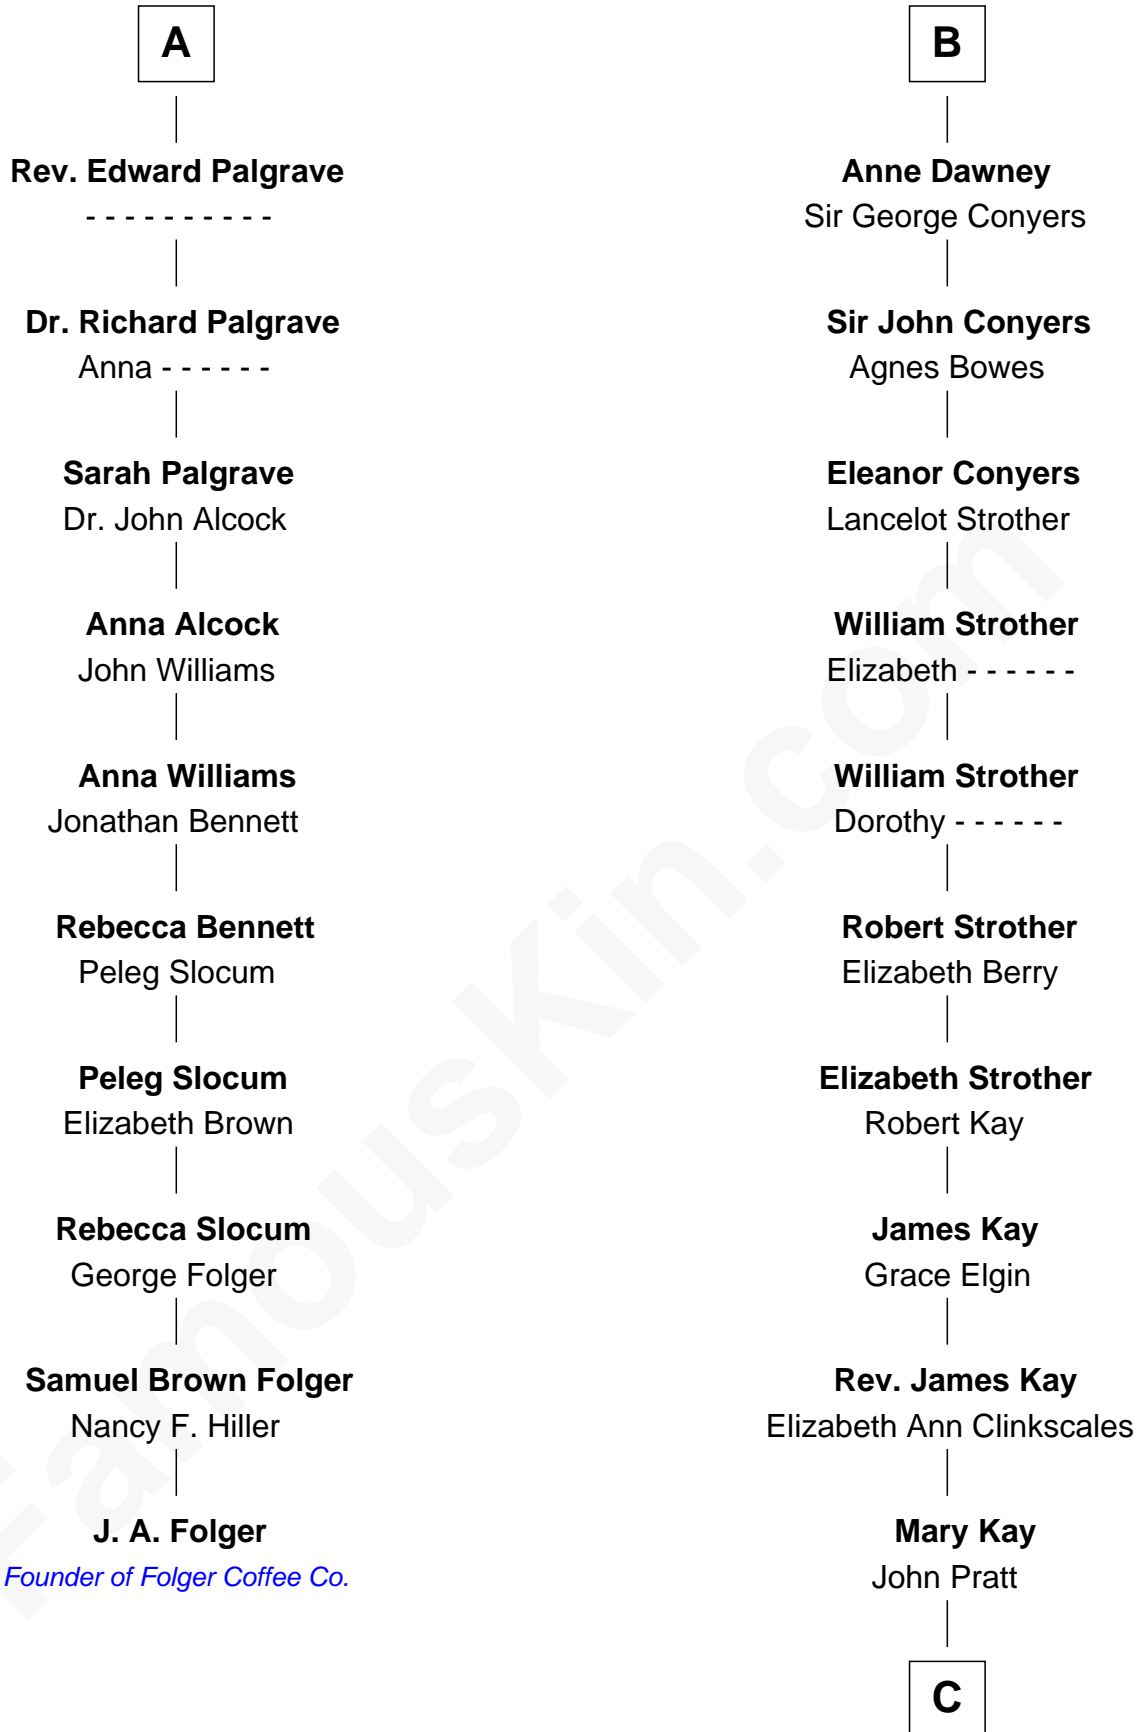 A
Rev. Edward Palgrave
- - - - - - - - - -
Dr. Richard Palgrave
Anna - - - - - -
Sarah Palgrave
Dr. John Alcock
Anna Alcock
John Williams
Anna Williams
Jonathan Bennett
Rebecca Bennett
Peleg Slocum
Peleg Slocum
Elizabeth Brown
Rebecca Slocum
George Folger
Samuel Brown Folger
Nancy F. Hiller
J. A. Folger
Founder of Folger Coffee Co.
B
Anne Dawney
Sir George Conyers
Sir John Conyers
Agnes Bowes
Eleanor Conyers
Lancelot Strother
William Strother
Elizabeth - - - - - -
William Strother
Dorothy - - - - - -
Robert Strother
Elizabeth Berry
Elizabeth Strother
Robert Kay
James Kay
Grace Elgin
Rev. James Kay
Elizabeth Ann Clinkscales
Mary Kay
John Pratt
C
FamousKin.com